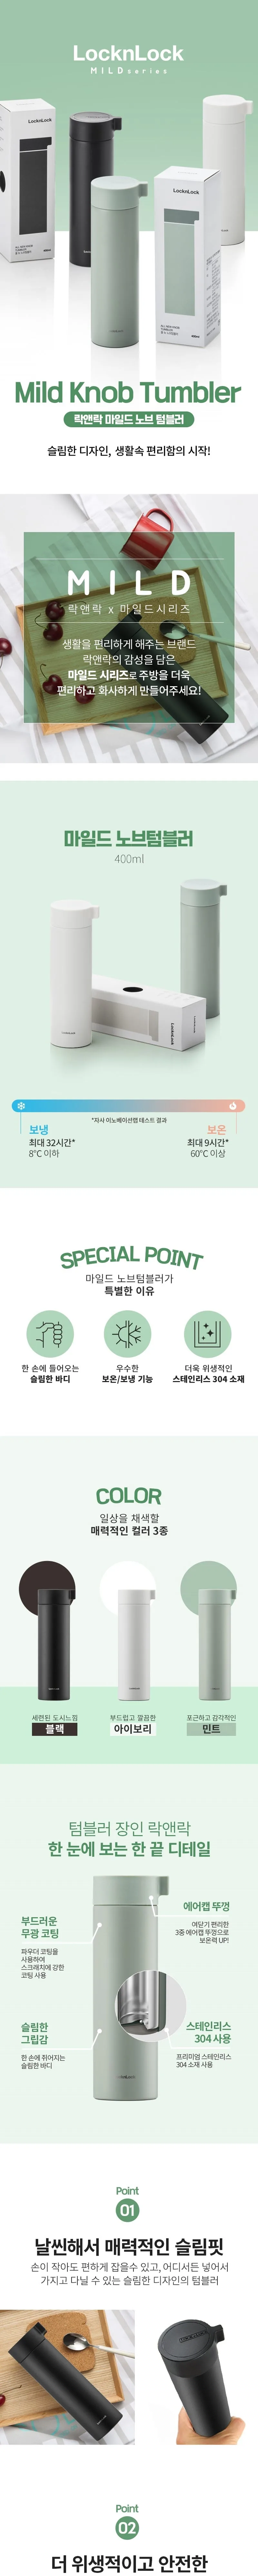 LocknLock
MILD series
LocknLock
LocknLock
Mild Knob Tumbler
락앤락 마일드 노브 텀블러
슬림한 디자인, 생활속 편리함의 시작!
MILD
락앤락 x 마일드시리즈
생활을 편리하게 해주는 브랜드
락앤락의 감성을 담은
마일드 시리즈로 주방을 더욱
편리하고 화사하게 만들어주세요!
마일드 노브텀블러
400ml
*자사 이노베이션랩 테스트 결과
보냉
최대 32시간*
8°C 이하
보온
최대 9시간*
60°C 이상
SPECIAL POINT
마일드 노브텀블러가
특별한 이유
한 손에 들어오는
슬림한 바디
우수한
보온/보냉 기능
더욱 위생적인
스테인리스 304 소재
COLOR
일상을 채색할
매력적인 컬러 3종
세련된 도시느낌
블랙
부드럽고 깔끔한
아이보리
포근하고 감각적인
민트
텀블러 장인 락앤락
한 눈에 보는 한 끝 디테일
에어캡 뚜껑
여닫기 편리한
3중 에어캡 뚜껑으로
보온력 UP!
부드러운
무광 코팅
파우더 코팅을
사용하여
스크래치에 강한
코팅 사용
슬림한
그립감
한 손에 쥐어지는
슬림한 바디
스테인리스
304 사용
프리미엄 스테인리스
304 소재 사용
Point
01
날씬해서 매력적인 슬림핏
손이 작아도 편하게 잡을수 있고, 어디서든 넣어서
가지고 다닐 수 있는 슬림한 디자인의 텀블러
Point
02
더 위생적이고 안전한